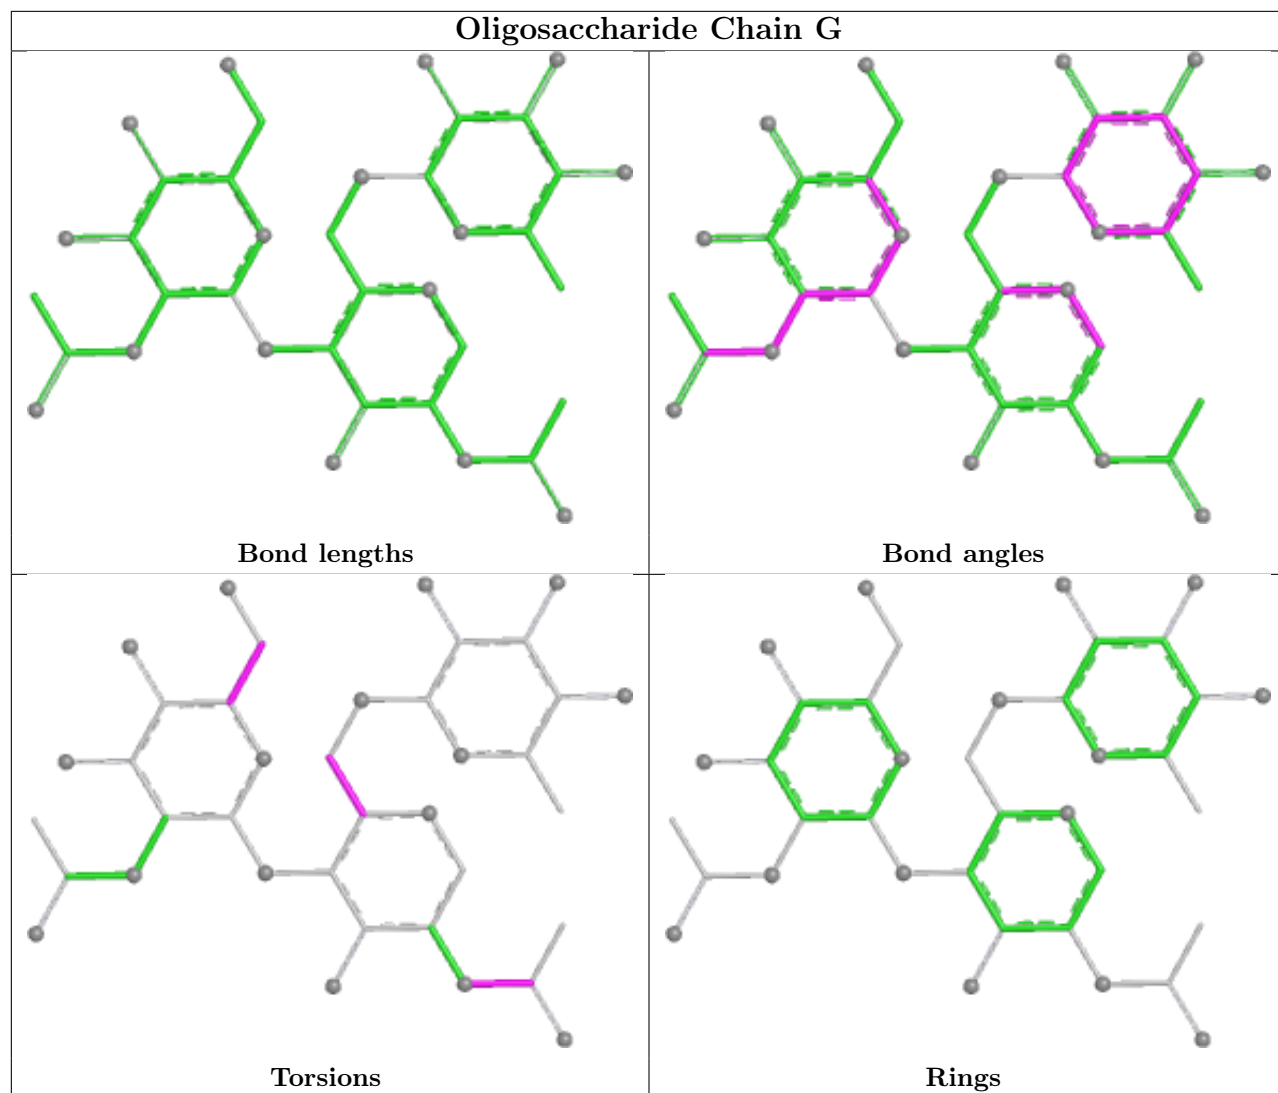 Oligosaccharide Chain G
Bond lengths
Bond angles
Torsions
Rings